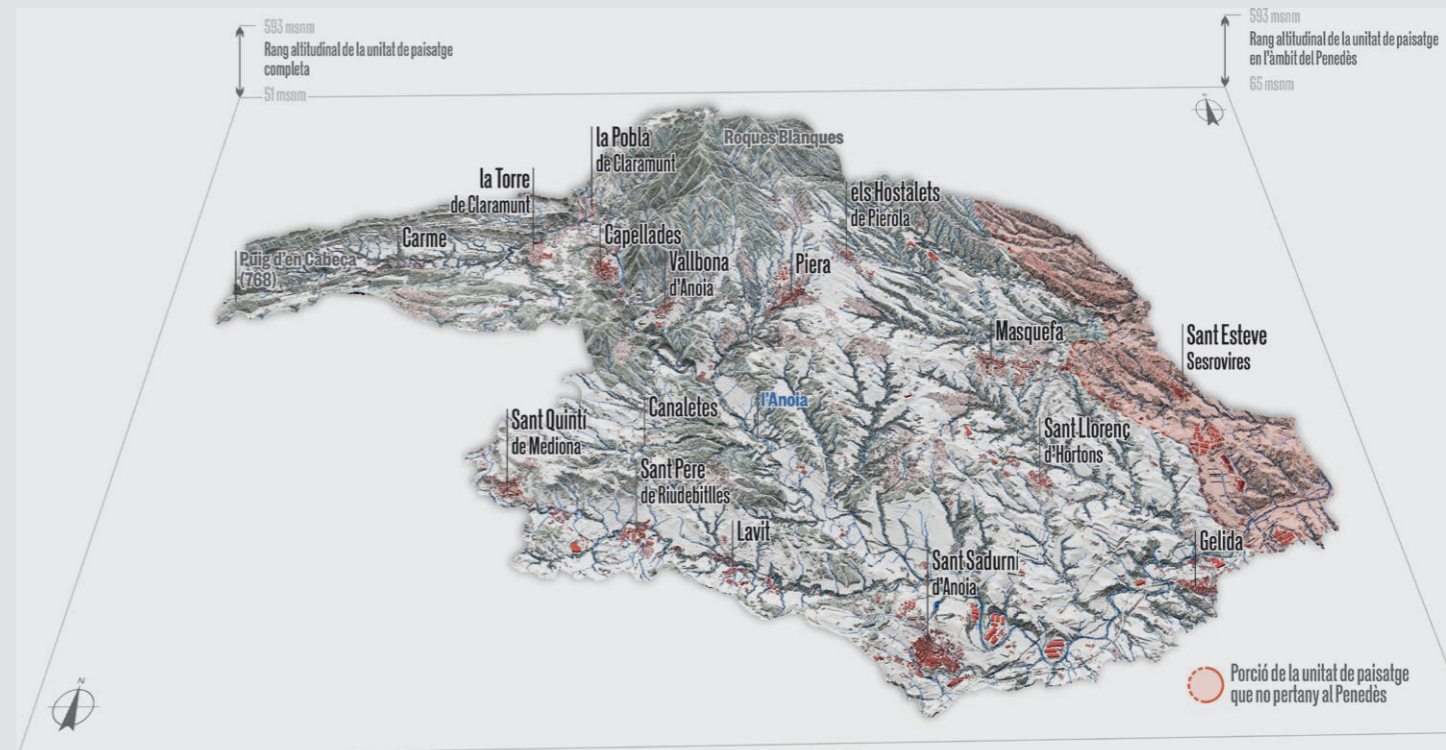 593 msnm
Rang altitudinal de la unitat de paisatge
completa
51 msnm
593 msnm
Rang altitudinal de la unitat de paisatge
en l'àmbit del Penedès
65 msnm
N
la Pobla
de Claramunt
Roques Blanques
la Torre
de Claramunt
els Hostalets
de Pierola
Carme
Capellades
Puig d'en Cabeça
(768)
Vallbona
d'Anoia
Piera
Masquefa
Sant Esteve
Sesrovires
l'Anoia
Canaletes
Sant Quintí
de Mediona
Sant Llorenç
d'Hortons
Sant Pere
de Riudebitlles
Lavit
Gelida
Sant Sadurní
d'Anoia
Porció de la unitat de paisatge
que no pertany al Penedès
N